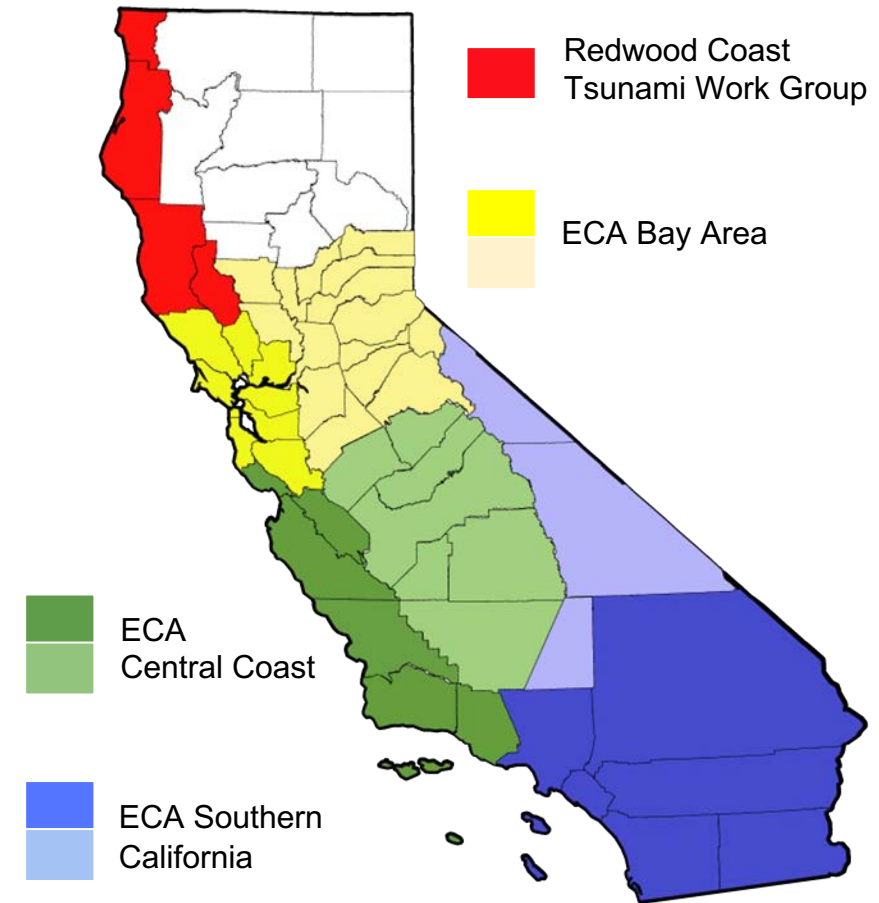 Redwood Coast
Tsunami Work Group
ECA Bay Area
ECA
Central Coast
ECA Southern
California